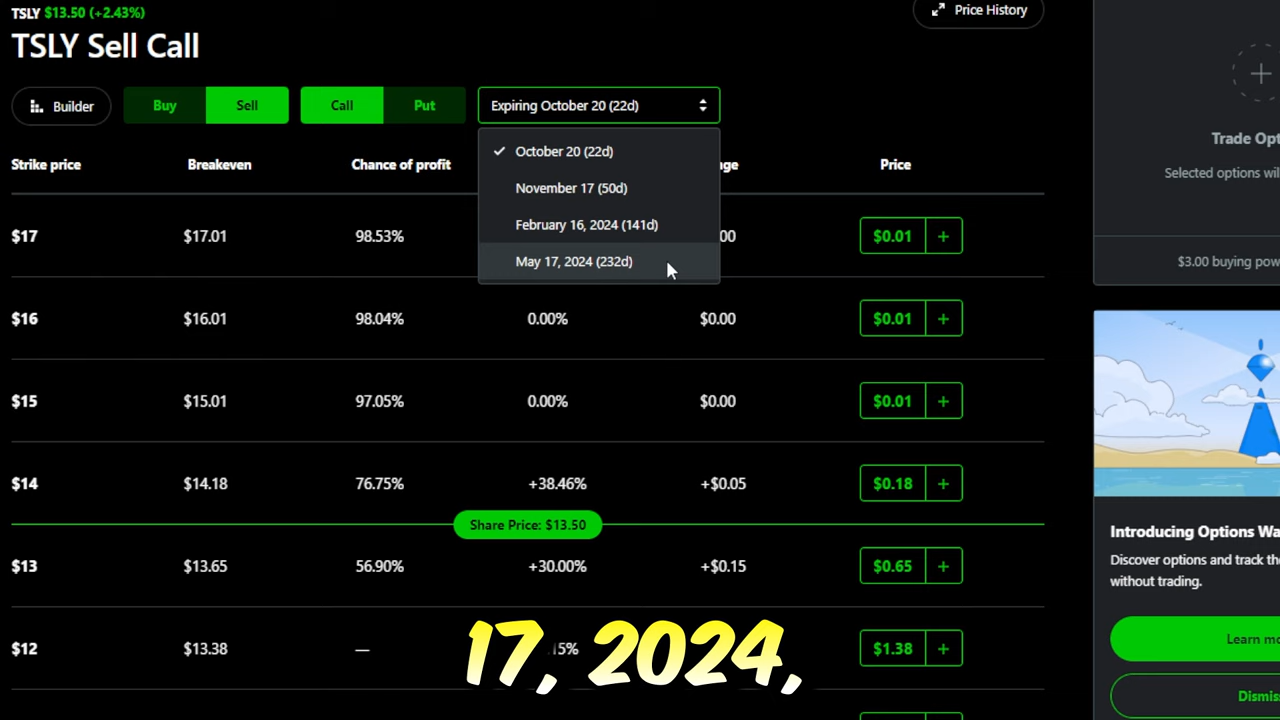 TSLY $13.50 (+2.43%)
Price History
TSLY Sell Call
Builder
Buy
Sell
Call
Put
Expiring October 20 (22d)
October 20 (22d)
November 17 (50d)
February 16, 2024 (141d)
May 17, 2024 (232d)
Strike price
Breakeven
Chance of profit
Price
$17
$17.01
98.53%
$0.01 +
$16
$16.01
98.04%
0.00%
$0.00
$0.01 +
$15
$15.01
97.05%
0.00%
$0.00
$0.01 +
$14
$14.18
76.75%
+38.46%
+$0.05
$0.18 +
Share Price: $13.50
$13
$13.65
56.90%
+30.00%
+$0.15
$0.65 +
$12
$13.38
—
$1.38 +
17, 2024,
Trade
Selected options
$3.00 buying
Introducing Options
Discover options and track
without trading.
Learn